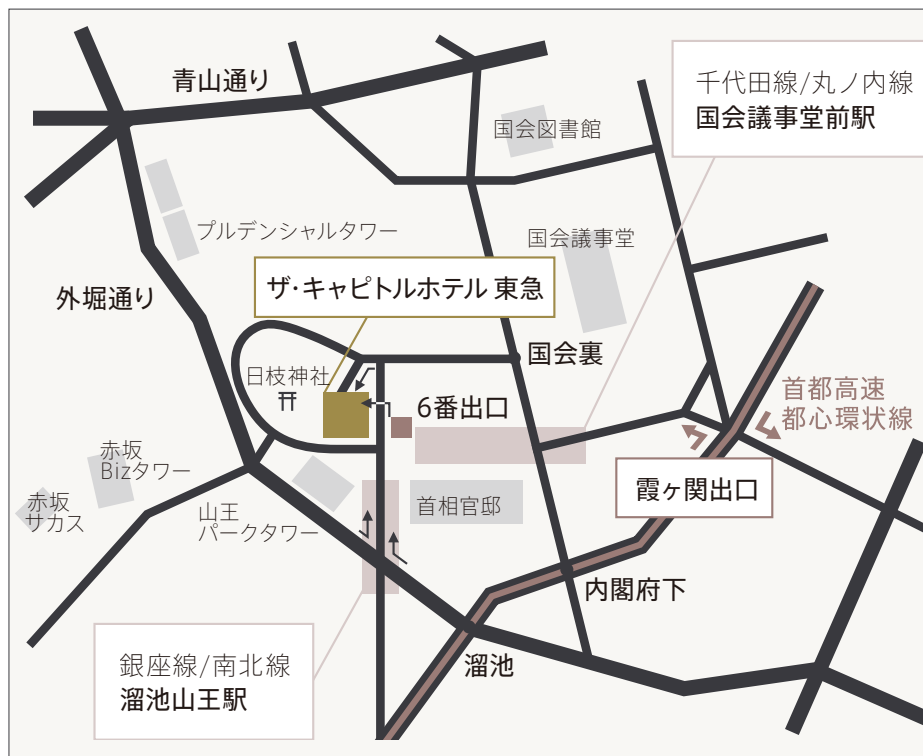 青山通り
千代田線/丸ノ内線
国会議事堂前駅
国会図書館
プルデンシャルタワー
国会議事堂
外堀通り
ザ・キャピトルホテル 東急
国会裏
日枝神社
6番出口
首都高速
都心環状線
赤坂
Bizタワー
霞ヶ関出口
赤坂
サカス
山王
パークタワー
首相官邸
内閣府下
銀座線/南北線
溜池山王駅
溜池